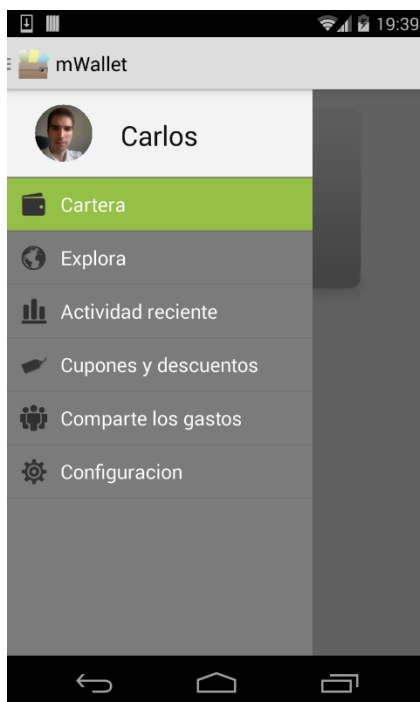 19:39
mWallet
Carlos
Cartera
Explora
Actividad reciente
Cupones y descuentos
Comparte los gastos
Configuracion